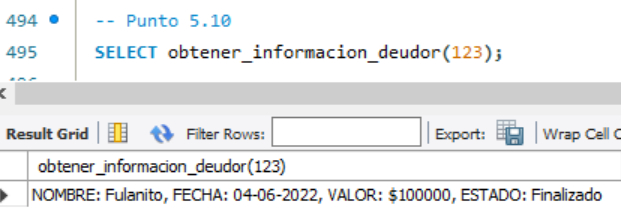 494 -- Punto 5.10
495 SELECT obtener_informacion_deudor(123);
Result Grid Filter Rows: Export: Wrap Cell C
obtener_informacion_deudor(123)
NOMBRE: Fulanito, FECHA: 04-06-2022, VALOR: $100000, ESTADO: Finalizado